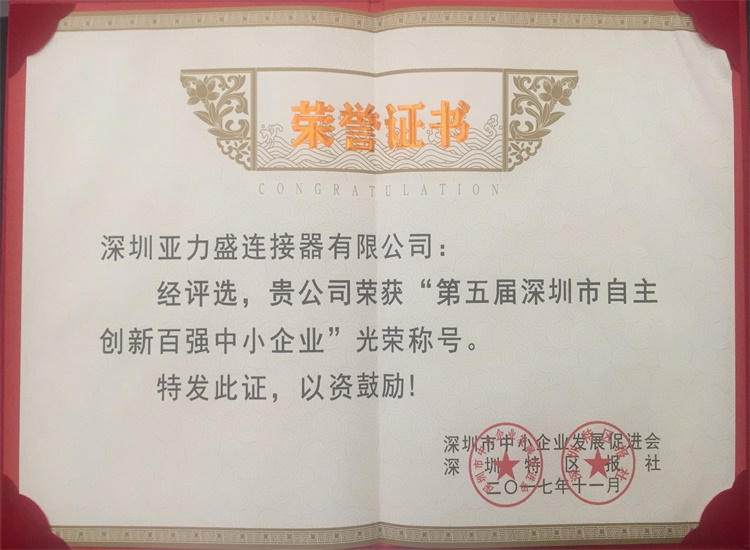 荣誉证书
CONGRATULATION
深圳亚力盛连接器有限公司：
经评选，贵公司荣获“第五届深圳市自主
创新百强中小企业”光荣称号。
特发此证，以资鼓励！
深圳市中小企业发展促进会
深圳特区报社
二〇一七年十一月